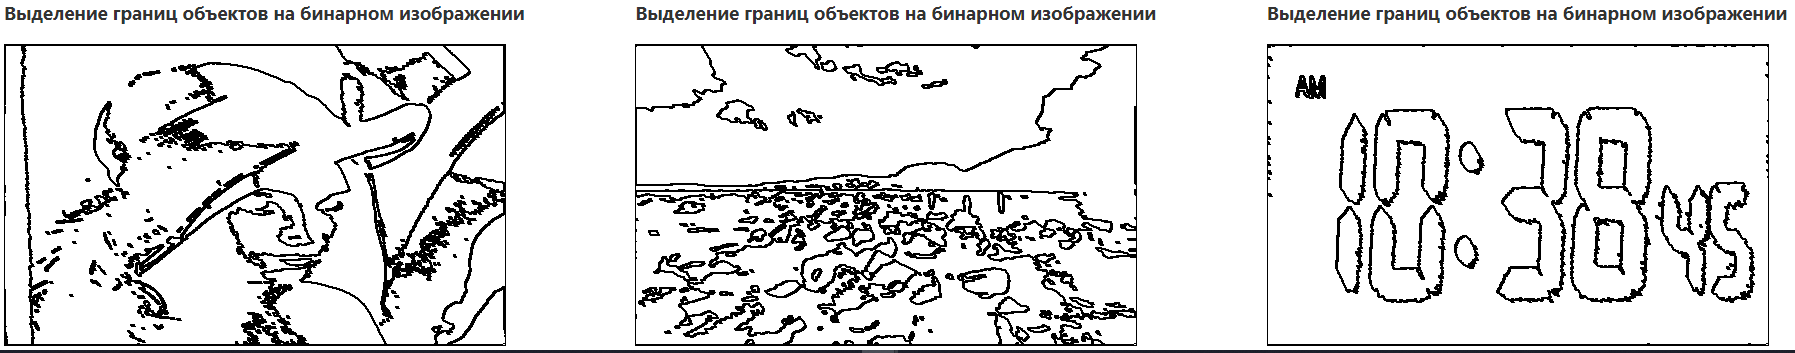 Выделение границ объектов на бинарном изображении
Выделение границ объектов на бинарном изображении
Выделение границ объектов на бинарном изображении
AM
10:38 45